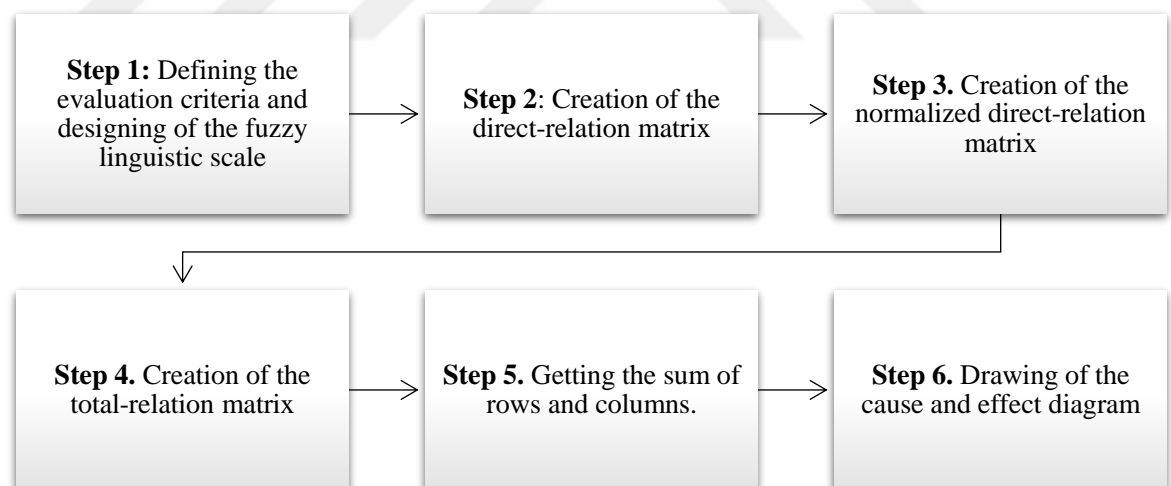 Step 1: Defining the
evaluation criteria and
designing of the fuzzy
linguistic scale
Step 2: Creation of the
direct-relation matrix
Step 3. Creation of the
normalized direct-relation
matrix
Step 4. Creation of the
total-relation matrix
Step 5. Getting the sum of
rows and columns.
Step 6. Drawing of the
cause and effect diagram